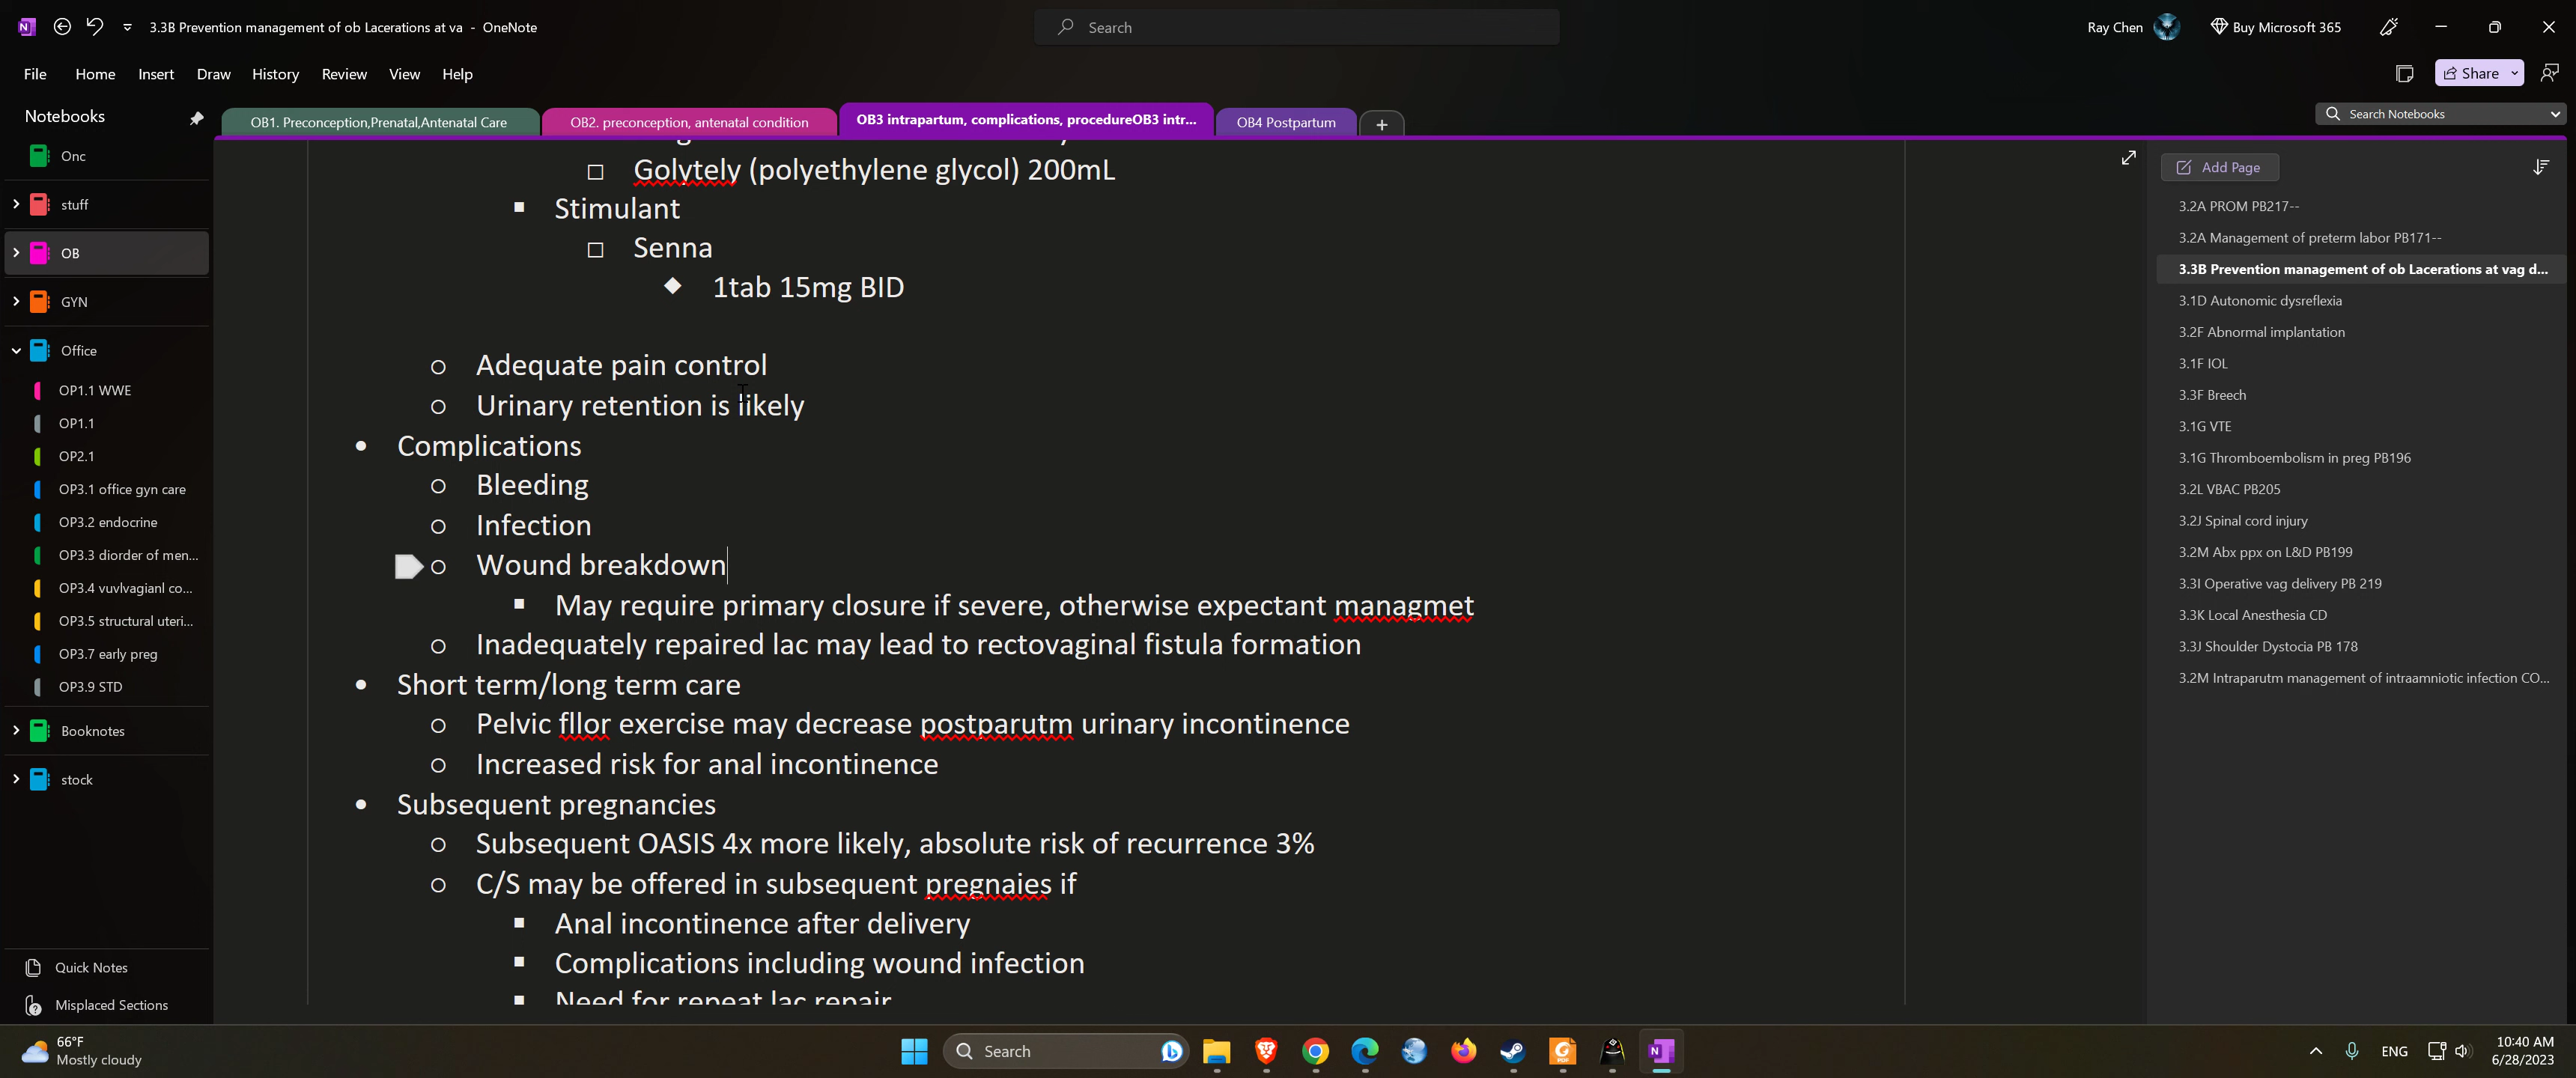 3.3B Prevention management of ob Lacerations at va - OneNote
Search
Ray Chen
Buy Microsoft 365
File Home Insert Draw History Review View Help
Share
Notebooks
OB1. Preconception,Prenatal,Antenatal Care
OB2. preconception, antenatal condition
OB3 intrapartum, complications, procedureOB3 intr...
OB4 Postpartum
+
Search Notebooks
Onc
stuff
OB
GYN
Office
OP1.1 WWE
OP1.1
OP2.1
OP3.1 office gyn care
OP3.2 endocrine
OP3.3 diorder of men...
OP3.4 vuvlvagianl co...
OP3.5 structural uteri...
OP3.7 early preg
OP3.9 STD
Booknotes
stock
Quick Notes
Misplaced Sections
Golytely (polyethylene glycol) 200mL
Stimulant
Senna
1tab 15mg BID
Adequate pain control
Urinary retention is likely
Complications
Bleeding
Infection
Wound breakdown
May require primary closure if severe, otherwise expectant managmet
Inadequately repaired lac may lead to rectovaginal fistula formation
Short term/long term care
Pelvic fllor exercise may decrease postparutm urinary incontinence
Increased risk for anal incontinence
Subsequent pregnancies
Subsequent OASIS 4x more likely, absolute risk of recurrence 3%
C/S may be offered in subsequent pregnaies if
Anal incontinence after delivery
Complications including wound infection
Need for repeat lac repair
Add Page
3.2A PROM PB217--
3.2A Management of preterm labor PB171--
3.3B Prevention management of ob Lacerations at vag d...
3.1D Autonomic dysreflexia
3.2F Abnormal implantation
3.1F IOL
3.3F Breech
3.1G VTE
3.1G Thromboembolism in preg PB196
3.2L VBAC PB205
3.2J Spinal cord injury
3.2M Abx ppx on L&D PB199
3.3I Operative vag delivery PB 219
3.3K Local Anesthesia CD
3.3J Shoulder Dystocia PB 178
3.2M Intraparutm management of intraamniotic infection CO...
66°F
Mostly cloudy
Search
ENG
10:40 AM
6/28/2023